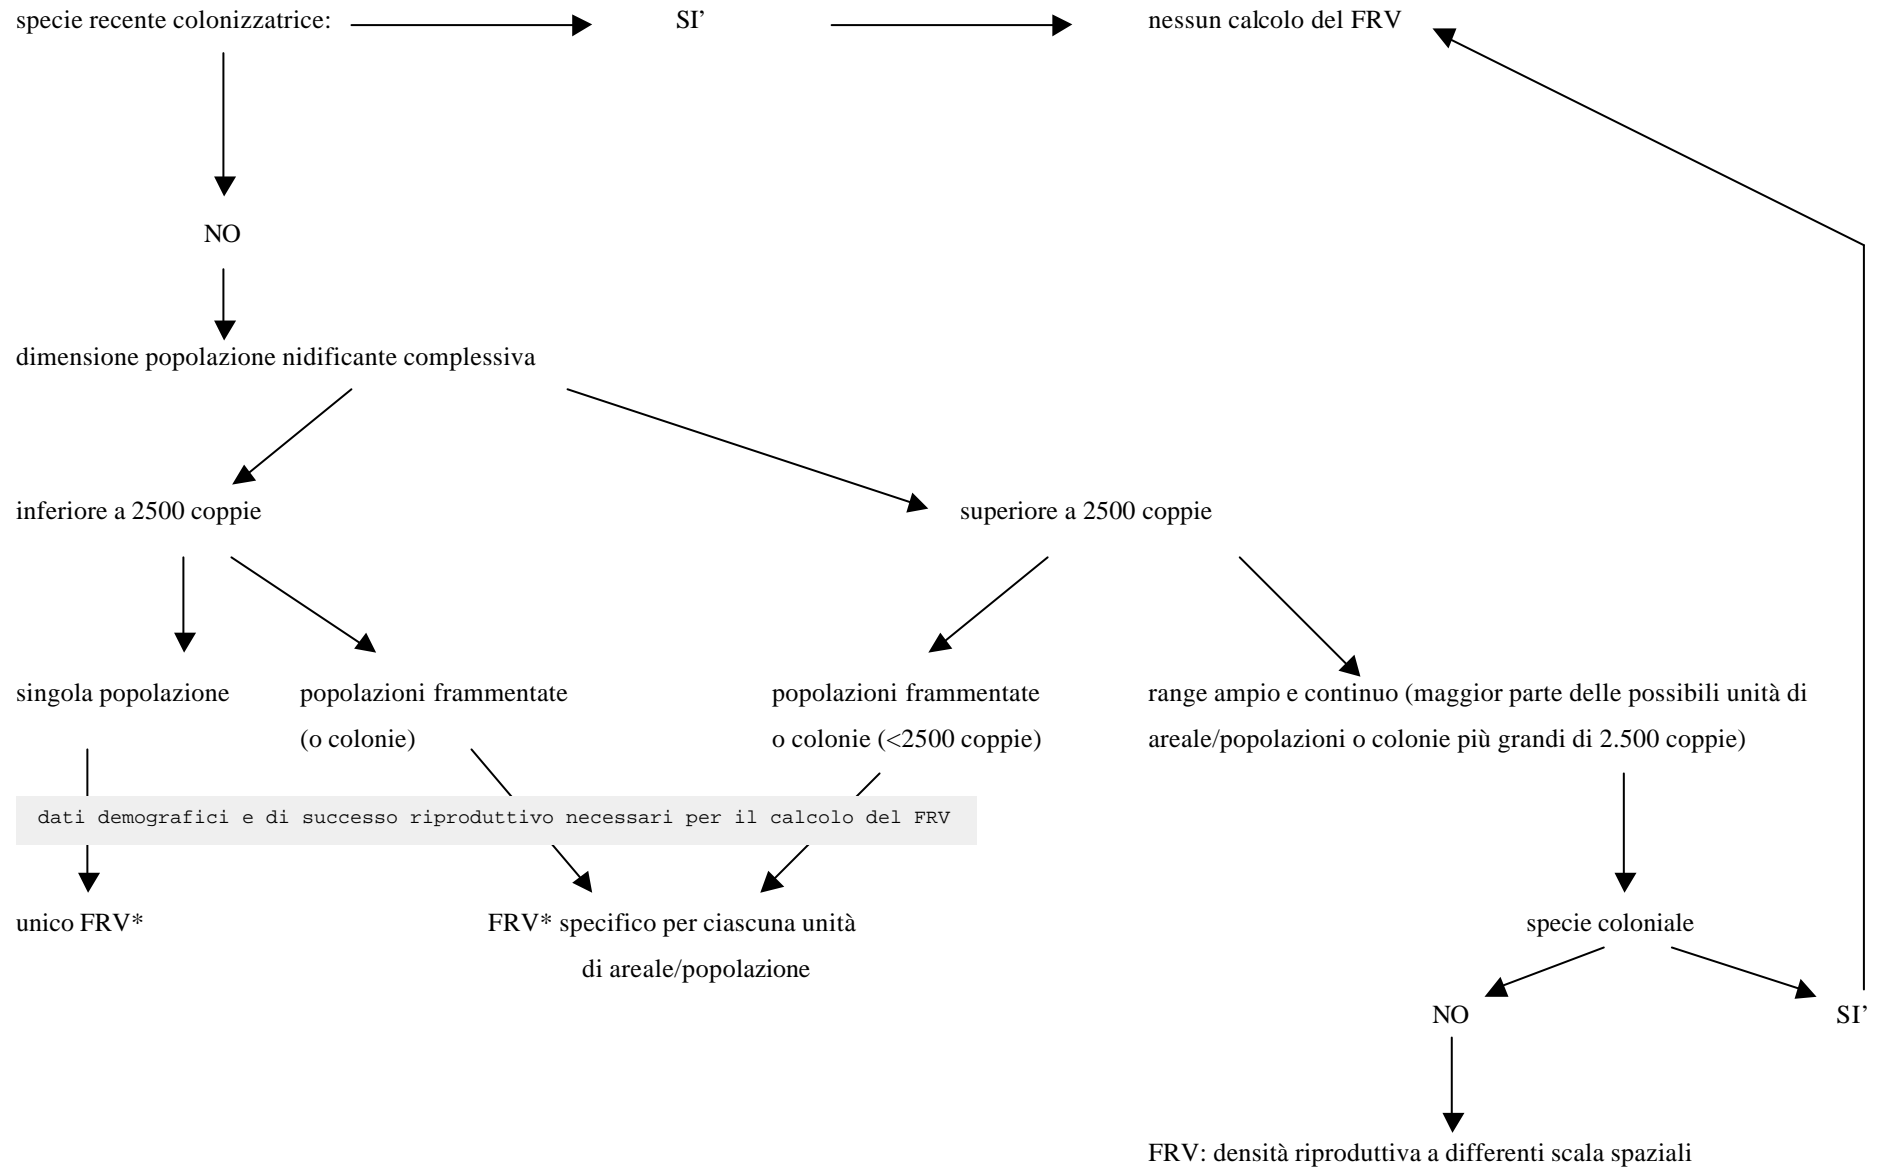 specie recente colonizzatrice:
SI’
nessun calcolo del FRV
NO
dimensione popolazione nidificante complessiva
inferiore a 2500 coppie
superiore a 2500 coppie
singola popolazione
popolazioni frammentate
(o colonie)
popolazioni frammentate
o colonie (<2500 coppie)
range ampio e continuo (maggior parte delle possibili unità di
areale/popolazioni o colonie più grandi di 2.500 coppie)
dati demografici e di successo riproduttivo necessari per il calcolo del FRV
unico FRV*
FRV* specifico per ciascuna unità
di areale/popolazione
specie coloniale
NO
SI’
FRV: densità riproduttiva a differenti scala spaziali